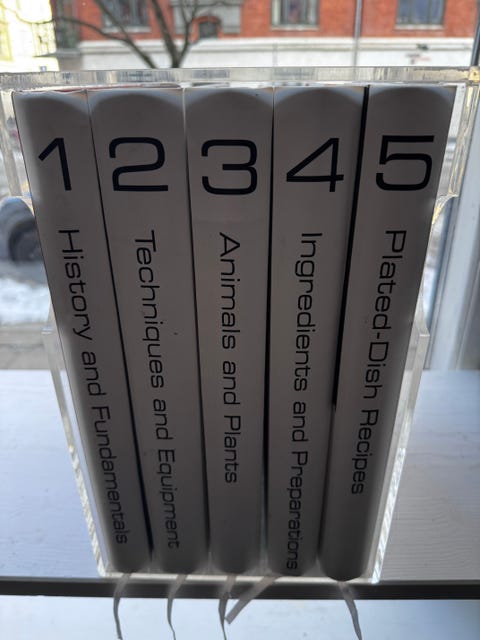 1
History and Fundamentals
2
Techniques and Equipment
3
Animals and Plants
4
Ingredients and Preparations
5
Plated-Dish Recipes